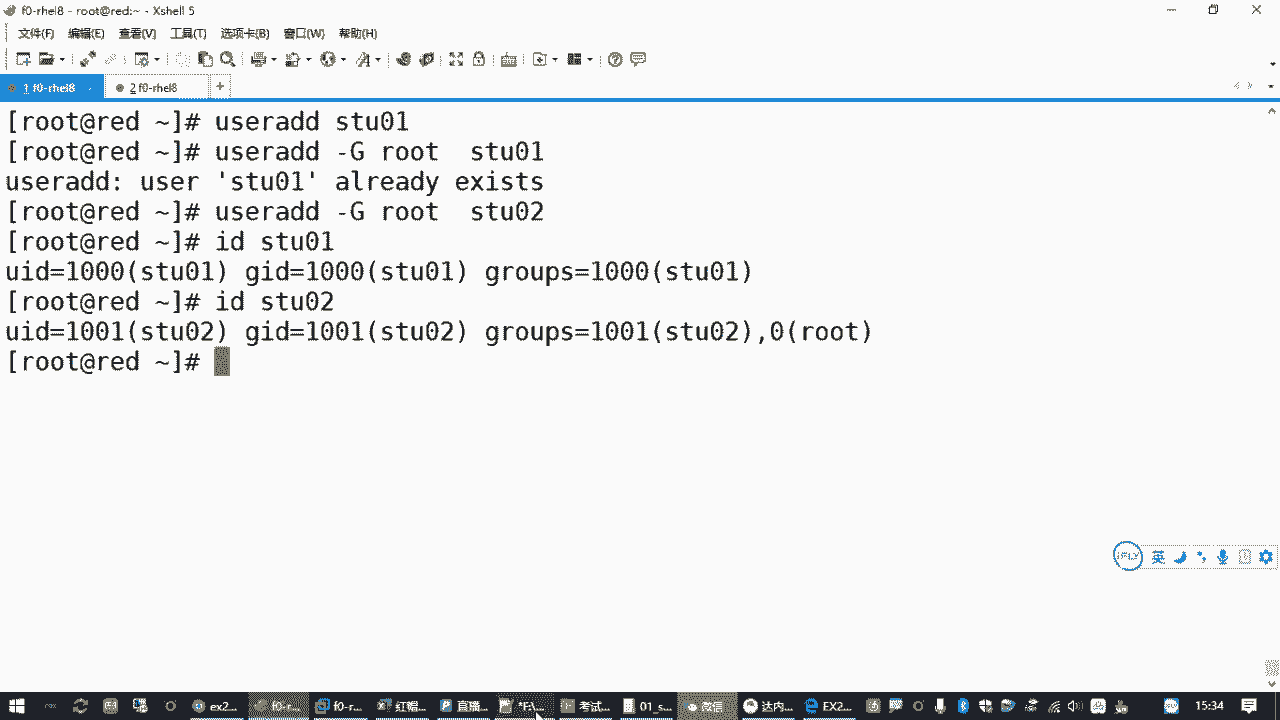 f0-rhel8 - root@red:~ - Xshell 5
文件(F) 编辑(E) 查看(V) 工具(T) 选项卡(B) 窗口(W) 帮助(H)
1 f0-rhel8 2 f0-rhel8 +
[root@red ~]# useradd stu01
[root@red ~]# useradd -G root  stu01
useradd: user 'stu01' already exists
[root@red ~]# useradd -G root  stu02
[root@red ~]# id stu01
uid=1000(stu01) gid=1000(stu01) groups=1000(stu01)
[root@red ~]# id stu02
uid=1001(stu02) gid=1001(stu02) groups=1001(stu02),0(root)
[root@red ~]#
iFLY 英
ex2... f0-r... f0-r... 红帽... 直播... *F:\... 考试... 01_s... 微信 达内... EX2... 15:34